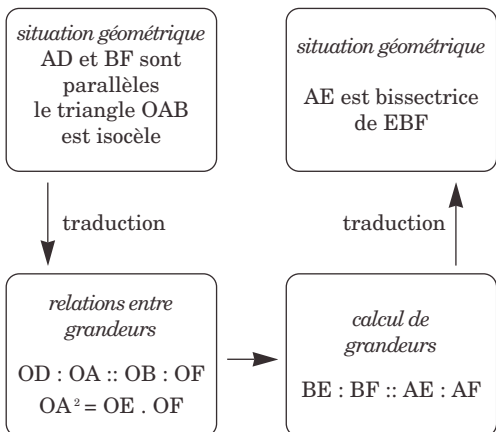 situation géométrique
AD et BF sont
parallèles
le triangle OAB
est isocèle
situation géométrique
AE est bissectrice
de EBF
traduction
traduction
relations entre
grandeurs
OD : OA :: OB : OF
OA² = OE . OF
calcul de
grandeurs
BE : BF :: AE : AF